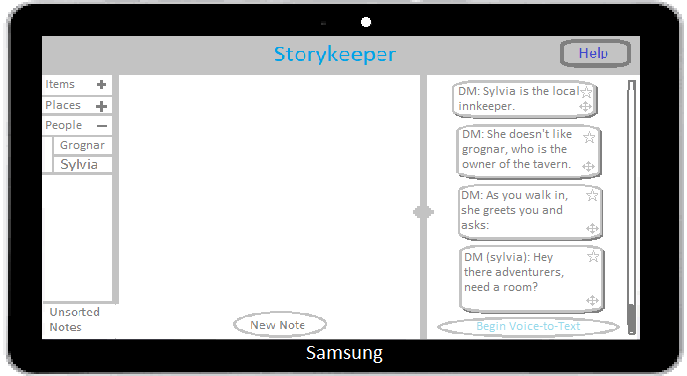 Storykeeper
Help
Items +
Places +
People −
Grognar
Sylvia
Unsorted
Notes
New Note
DM: Sylvia is the local
innkeeper.
DM: She doesn't like
grognar, who is the
owner of the tavern.
DM: As you walk in,
she greets you and
asks:
DM (sylvia): Hey
there adventurers,
need a room?
Begin Voice-to-Text
Samsung